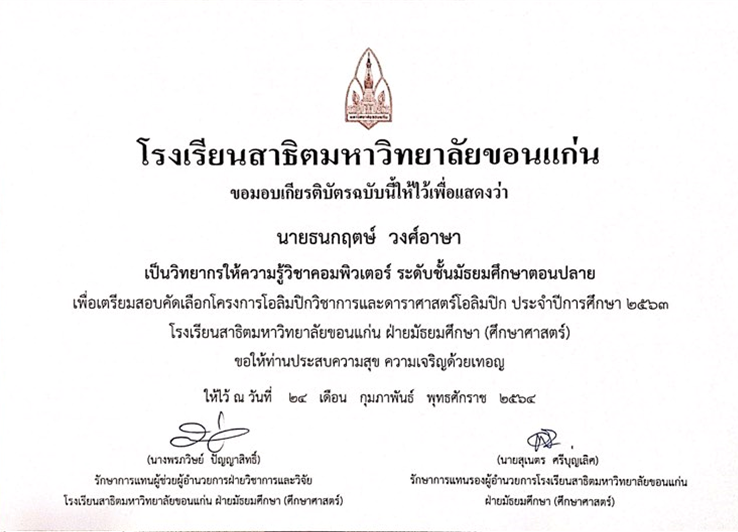 มหาวิทยาลัยขอนแก่น
โรงเรียนสาธิตมหาวิทยาลัยขอนแก่น
ขอมอบเกียรติบัตรฉบับนี้ให้ไว้เพื่อแสดงว่า
นายธนกฤตษ์ วงศ์อาษา
เป็นวิทยากรให้ความรู้วิชาคอมพิวเตอร์ ระดับชั้นมัธยมศึกษาตอนปลาย
เพื่อเตรียมสอบคัดเลือกโครงการโอลิมปิกวิชาการและดาราศาสตร์โอลิมปิก ประจำปีการศึกษา ๒๕๖๓
โรงเรียนสาธิตมหาวิทยาลัยขอนแก่น ฝ่ายมัธยมศึกษา (ศึกษาศาสตร์)
ขอให้ท่านประสบความสุข ความเจริญด้วยเทอญ
ให้ไว้ ณ วันที่ ๒๔ เดือน กุมภาพันธ์ พุทธศักราช ๒๕๖๔
(นางพรภวิษย์ ปัญญาสิทธิ์)
รักษาการแทนผู้ช่วยผู้อำนวยการฝ่ายวิชาการและวิจัย
โรงเรียนสาธิตมหาวิทยาลัยขอนแก่น ฝ่ายมัธยมศึกษา (ศึกษาศาสตร์)
(นายสุเนตร ศรีบุญเลิศ)
รักษาการแทนรองผู้อำนวยการโรงเรียนสาธิตมหาวิทยาลัยขอนแก่น
ฝ่ายมัธยมศึกษา (ศึกษาศาสตร์)